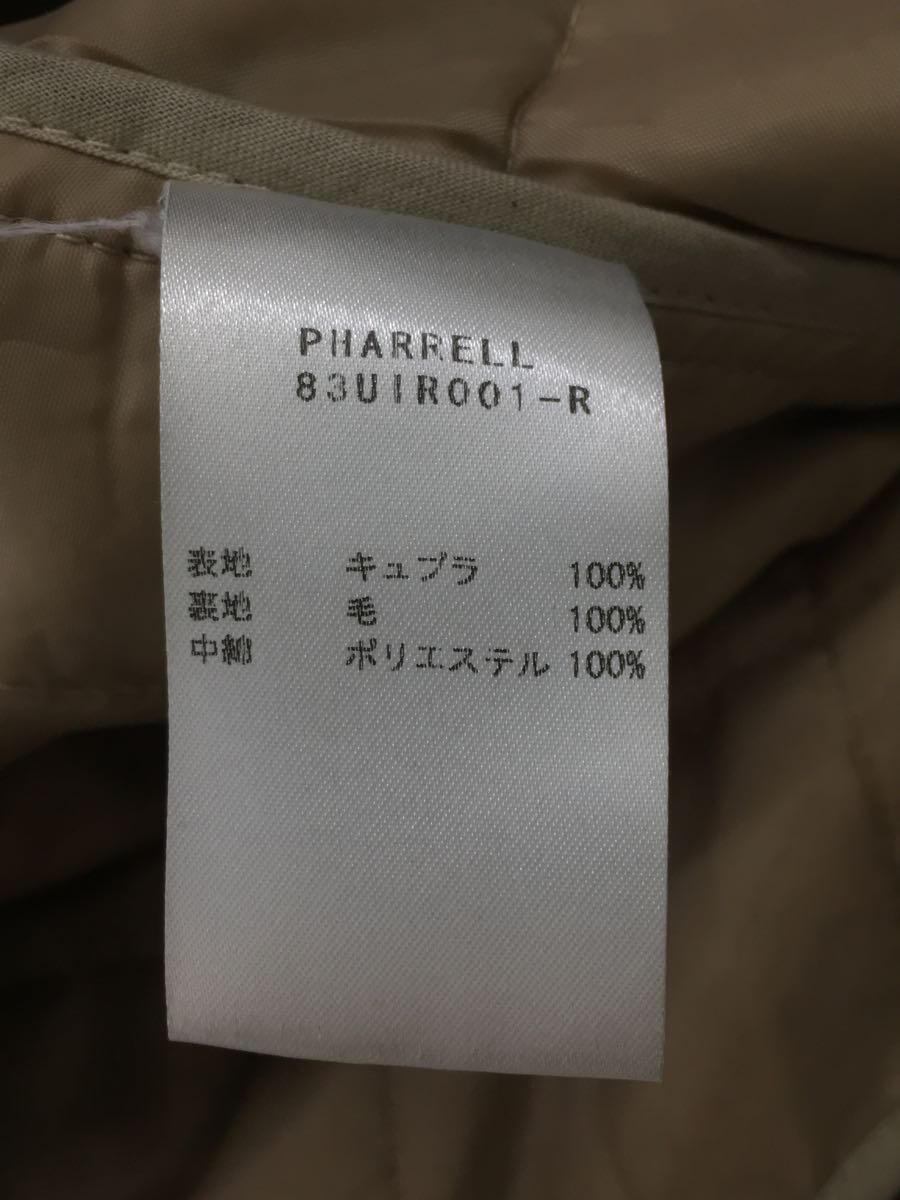 PHARRELL
83UIR001-R
表地 キュプラ 100%
裏地 毛 100%
中綿 ポリエステル 100%